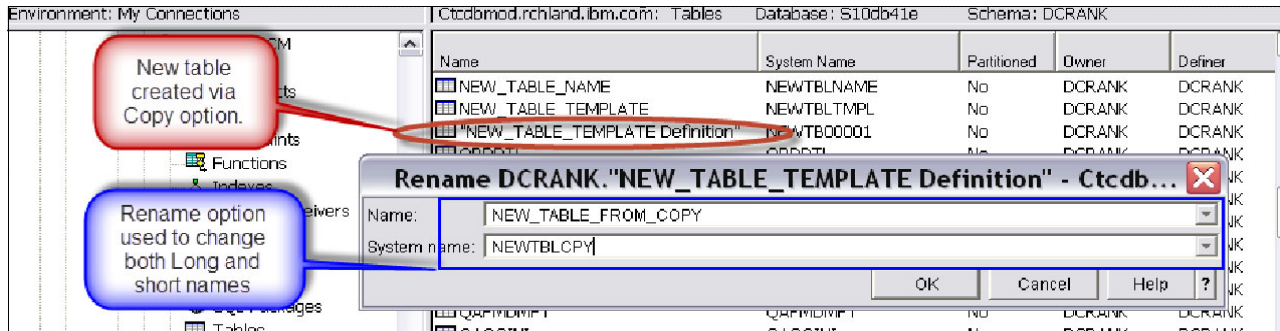 Environment: My Connections
Ctcdbmod.rchland.ibm.com: Tables Database: S10db41e Schema: DCRANK
Name System Name Partitioned Owner Definer
NEW_TABLE_NAME NEWTBLNAME No DCRANK DCRANK
NEW_TABLE_TEMPLATE NEWTBLTMPL No DCRANK DCRANK
"NEW_TABLE_TEMPLATE Definition" NEWTB00001 No DCRANK DCRANK
New table
created via
Copy option.
Functions
Indexes
Rename DCRANK."NEW_TABLE_TEMPLATE Definition" - Ctcdb...
Name: NEW_TABLE_FROM_COPY
System name: NEWTBLCPY
OK Cancel Help ?
Rename option
used to change
both Long and
short names
Tables